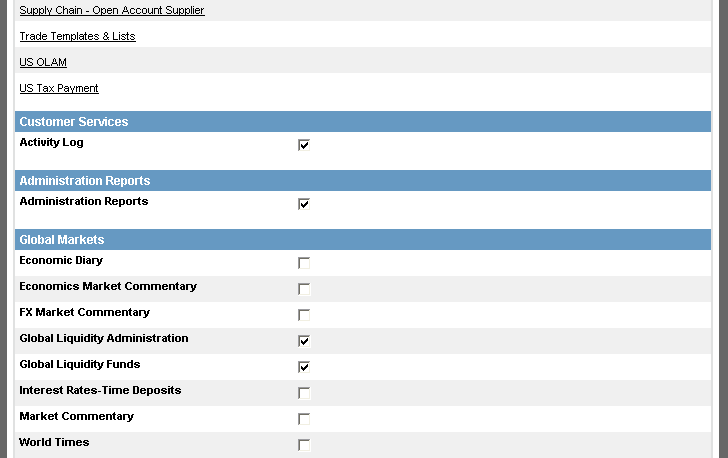 Supply Chain - Open Account Supplier
Trade Templates & Lists
US OLAM
US Tax Payment
Customer Services
Activity Log
Administration Reports
Administration Reports
Global Markets
Economic Diary
Economics Market Commentary
FX Market Commentary
Global Liquidity Administration
Global Liquidity Funds
Interest Rates-Time Deposits
Market Commentary
World Times